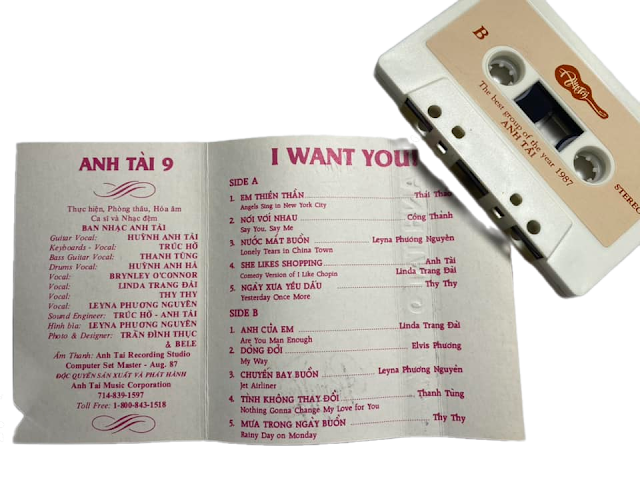 ANH TÀI 9
Thực hiện, Phòng thâu, Hòa âm
Ca sĩ và Nhạc đệm
BAN NHẠC ANH TÀI
Guitar Vocal: HUỲNH ANH TÀI
Keyboards - Vocal: TRÚC HỒ
Bass Guitar Vocal: THANH TÙNG
Drums Vocal: HUỲNH ANH HÀ
Vocal: BRYNLEY O'CONNOR
Vocal: LINDA TRANG ĐÀI
Vocal: THY THY
Vocal: LEYNA PHƯƠNG NGUYÊN
Sound Engineer: TRÚC HỒ - ANH TÀI
Hình bìa: LEYNA PHƯƠNG NGUYÊN
Photo & Designer: TRẦN ĐÌNH THỤC
& BELE
Âm Thanh: Anh Tai Recording Studio
Computer Set Master - Aug. 87
ĐỘC QUYỀN SẢN XUẤT VÀ PHÁT HÀNH
Anh Tai Music Corporation
714-839-1597
Toll Free: 1-800-843-1518
I WANT YOU!
SIDE A
1. EM THIÊN THẦN Thái Thảo
Angels Sing in New York City
2. NÓI VỚI NHAU Công Thành
Say You, Say Me
3. NƯỚC MẮT BUỒN Leyna Phương Nguyên
Lonely Tears in China Town
4. SHE LIKES SHOPPING Anh Tài
Comedy Version of I Like Chopin Linda Trang Đài
5. NGÀY XƯA YÊU DẤU Thy Thy
Yesterday Once More
SIDE B
1. ANH CỦA EM Linda Trang Đài
Are You Man Enough
2. DÒNG ĐỜI Elvis Phương
My Way
3. CHUYẾN BAY BUỒN Leyna Phương Nguyên
Jet Airliner
4. TÌNH KHÔNG THAY ĐỔI Thanh Tùng
Nothing Gonna Change My Love for You
5. MƯA TRONG NGÀY BUỒN Thy Thy
Rainy Day on Monday
B
The best group of the year 1987
ANH TÀI
STEREO